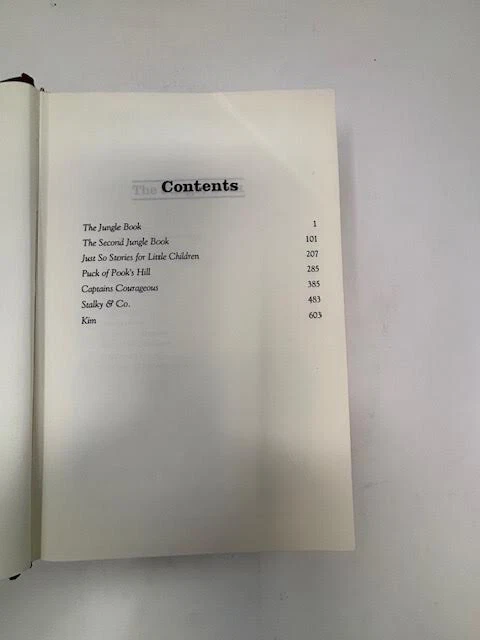 Contents
The Jungle Book 1
The Second Jungle Book 101
Just So Stories for Little Children 207
Puck of Pook's Hill 285
Captains Courageous 385
Stalky & Co. 483
Kim 603